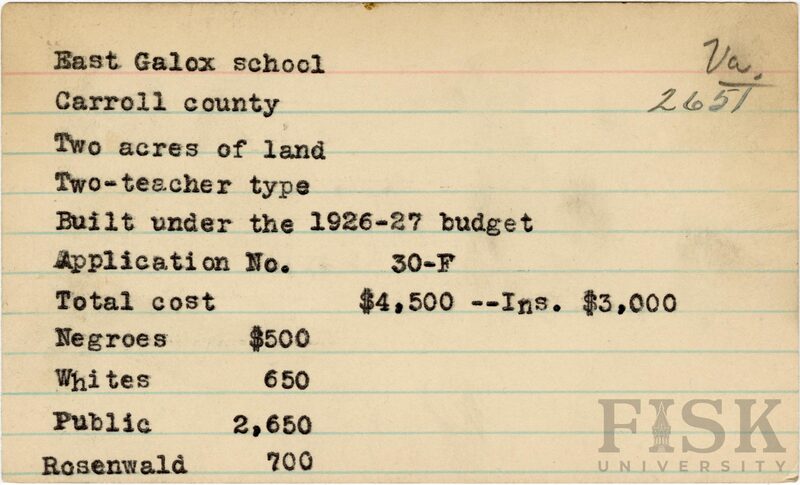 East Galox school
Va.
2651
Carroll county
Two acres of land
Two-teacher type
Built under the 1926-27 budget
Application No. 30-F
Total cost $4,500 --Ins. $3,000
Negroes $500
Whites 650
Public 2,650
Rosenwald 700
FISK
UNIVERSITY